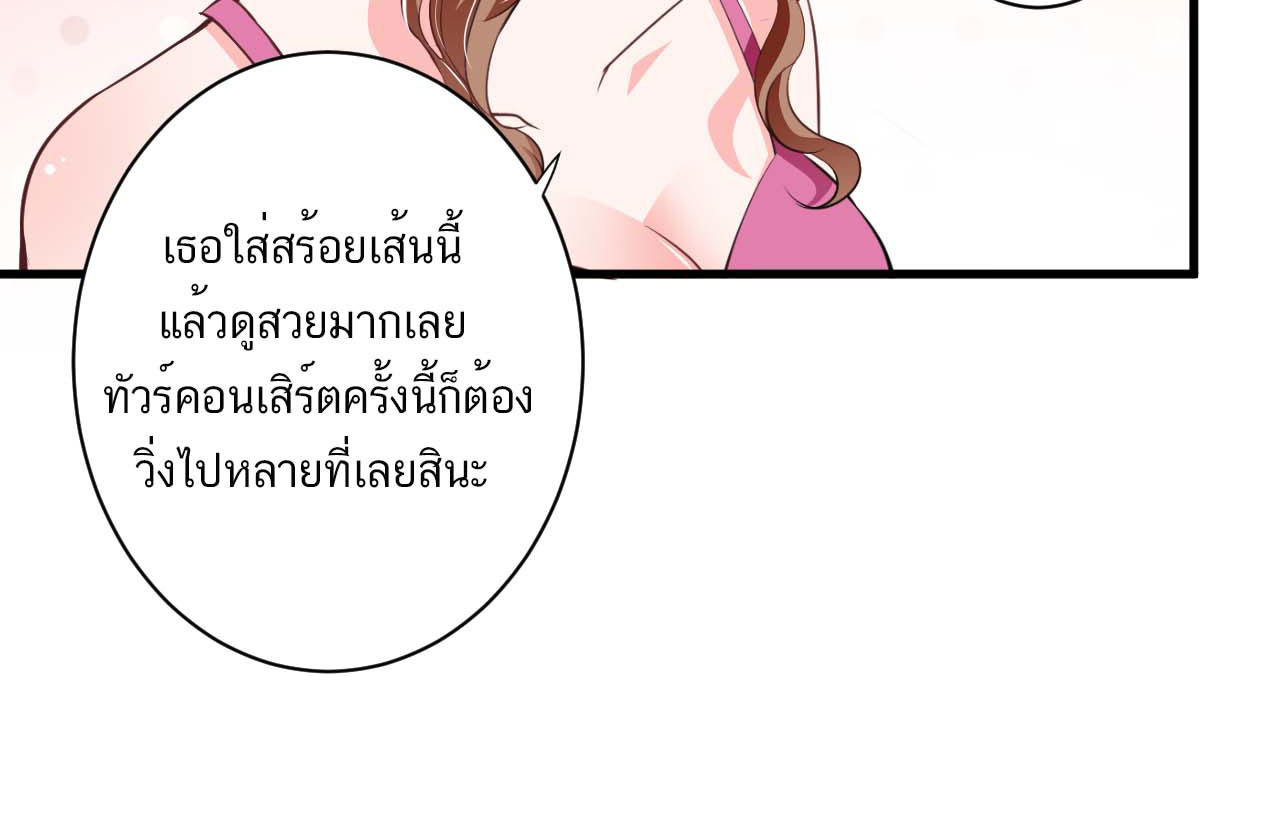 เธอใส่สร้อยเส้นนี้
แล้วดูสวยมากเลย
ทัวร์คอนเสิร์ตครั้งนี้ก็ต้อง
วิ่งไปหลายที่เลยสินะ